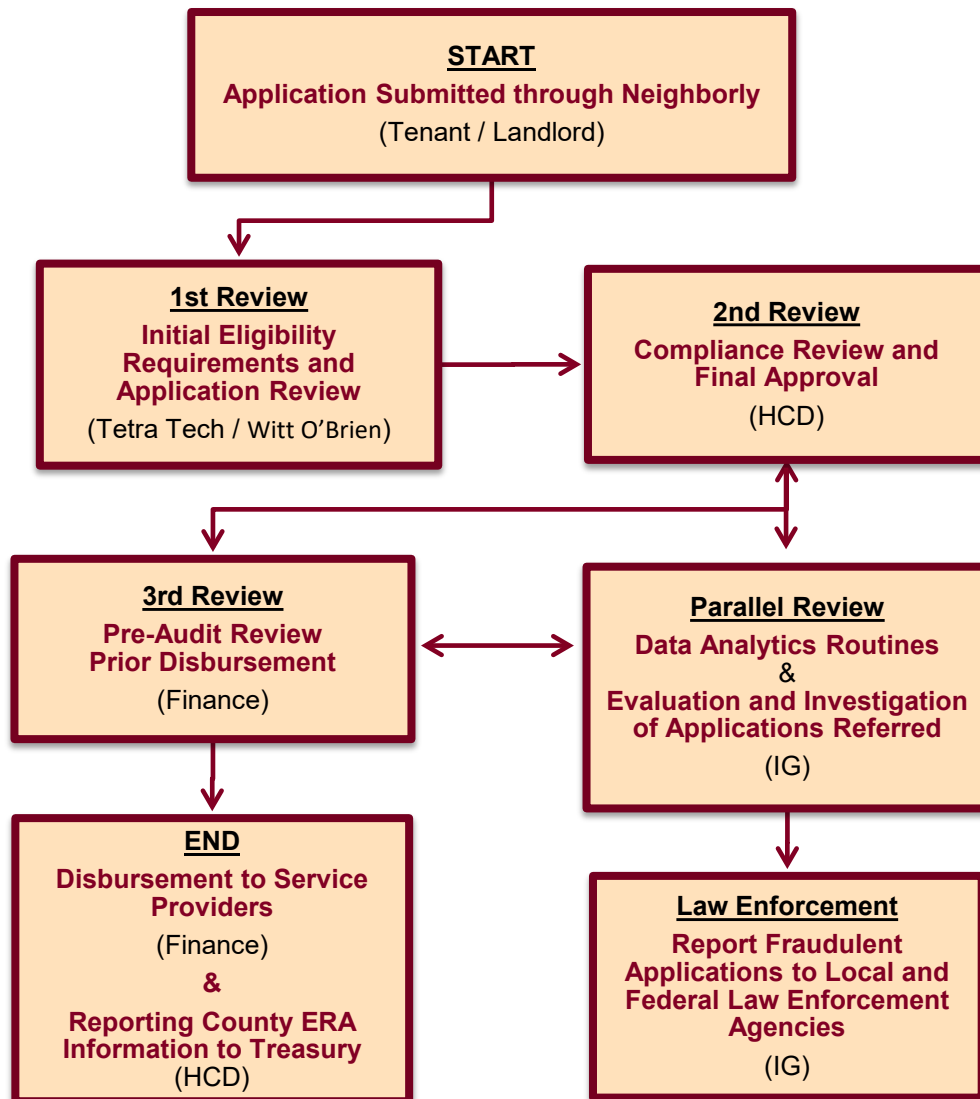 START
Application Submitted through Neighborly
(Tenant / Landlord)
1st Review
Initial Eligibility
Requirements and
Application Review
(Tetra Tech / Witt O’Brien)
2nd Review
Compliance Review and
Final Approval
(HCD)
3rd Review
Pre-Audit Review
Prior Disbursement
(Finance)
Parallel Review
Data Analytics Routines
&
Evaluation and Investigation
of Applications Referred
(IG)
END
Disbursement to Service
Providers
(Finance)
&
Reporting County ERA
Information to Treasury
(HCD)
Law Enforcement
Report Fraudulent
Applications to Local and
Federal Law Enforcement
Agencies
(IG)